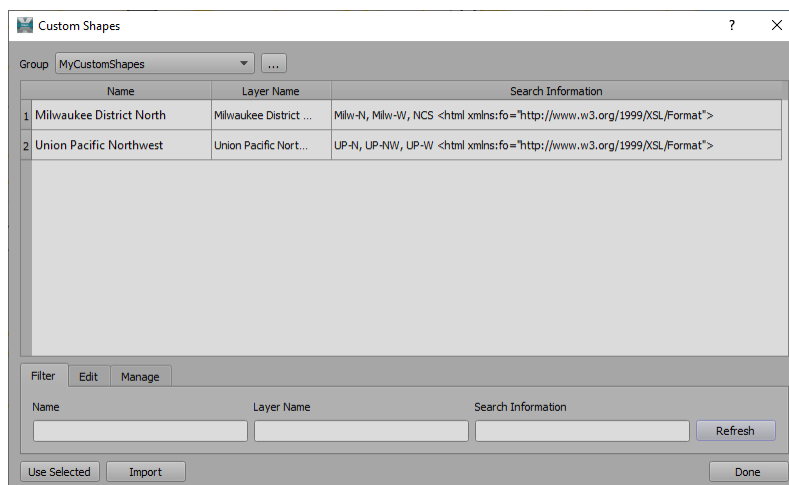 Custom Shapes ? X
Group MyCustomShapes ...
Name Layer Name Search Information
1 Milwaukee District North Milwaukee District ... Milw-N, Milw-W, NCS <html xmlns:fo="http://www.w3.org/1999/XSL/Format">
2 Union Pacific Northwest Union Pacific Nort... UP-N, UP-NW, UP-W <html xmlns:fo="http://www.w3.org/1999/XSL/Format">
Filter Edit Manage
Name Layer Name Search Information
Refresh
Use Selected Import Done